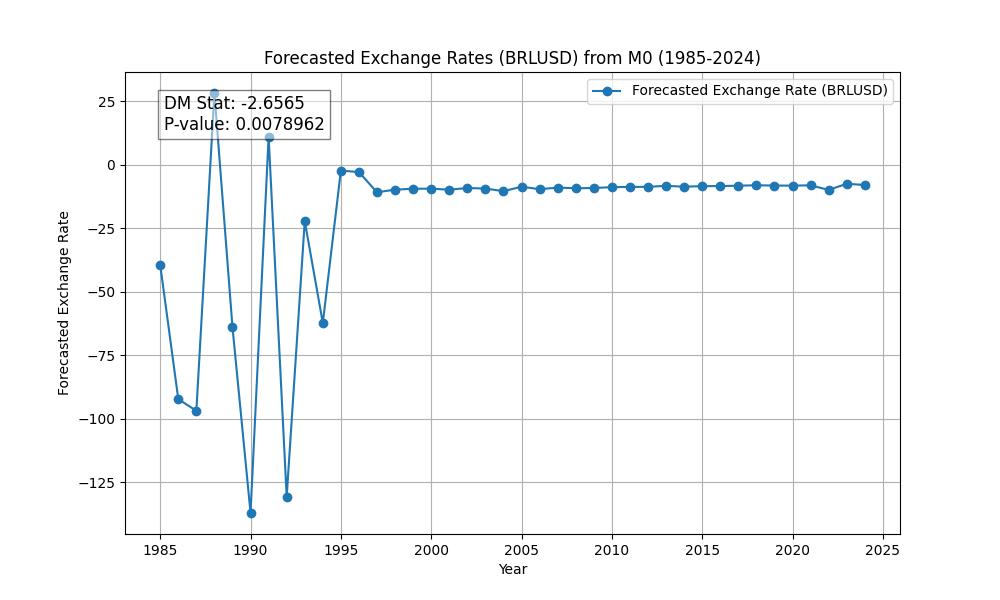 Forecasted Exchange Rates (BRLUSD) from M0 (1985-2024)
DM Stat: -2.6565
P-value: 0.0078962
Forecasted Exchange Rate (BRLUSD)
Forecasted Exchange Rate
25
0
−25
−50
−75
−100
−125
1985 1990 1995 2000 2005 2010 2015 2020 2025
Year